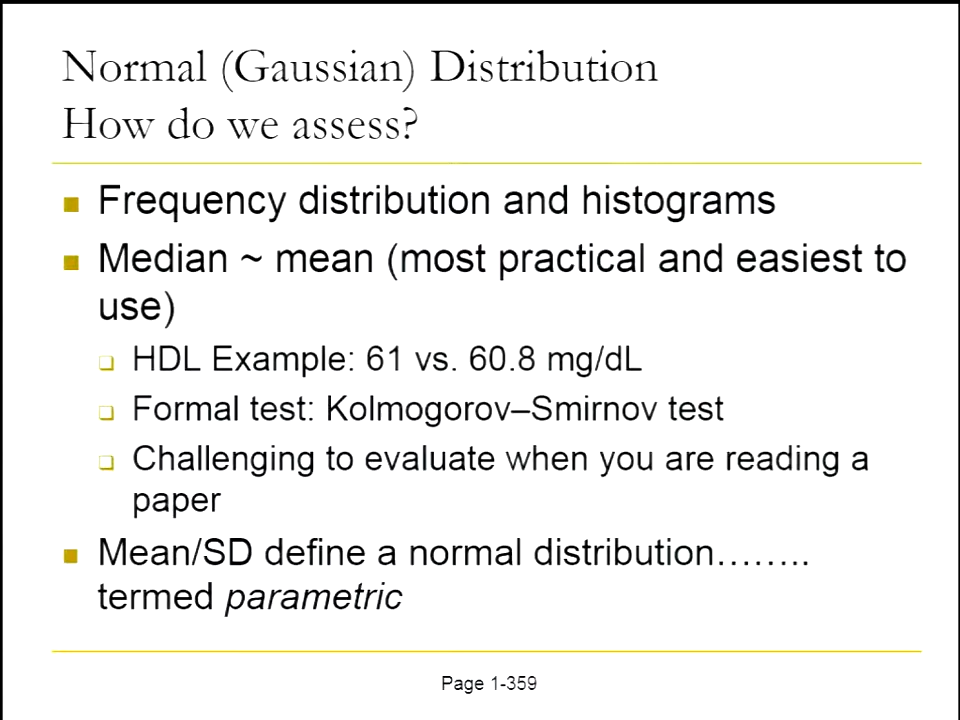 Normal (Gaussian) Distribution
How do we assess?
Frequency distribution and histograms
Median ~ mean (most practical and easiest to
use)
HDL Example: 61 vs. 60.8 mg/dL
Formal test: Kolmogorov–Smirnov test
Challenging to evaluate when you are reading a
paper
Mean/SD define a normal distribution……..
termed parametric
Page 1-359